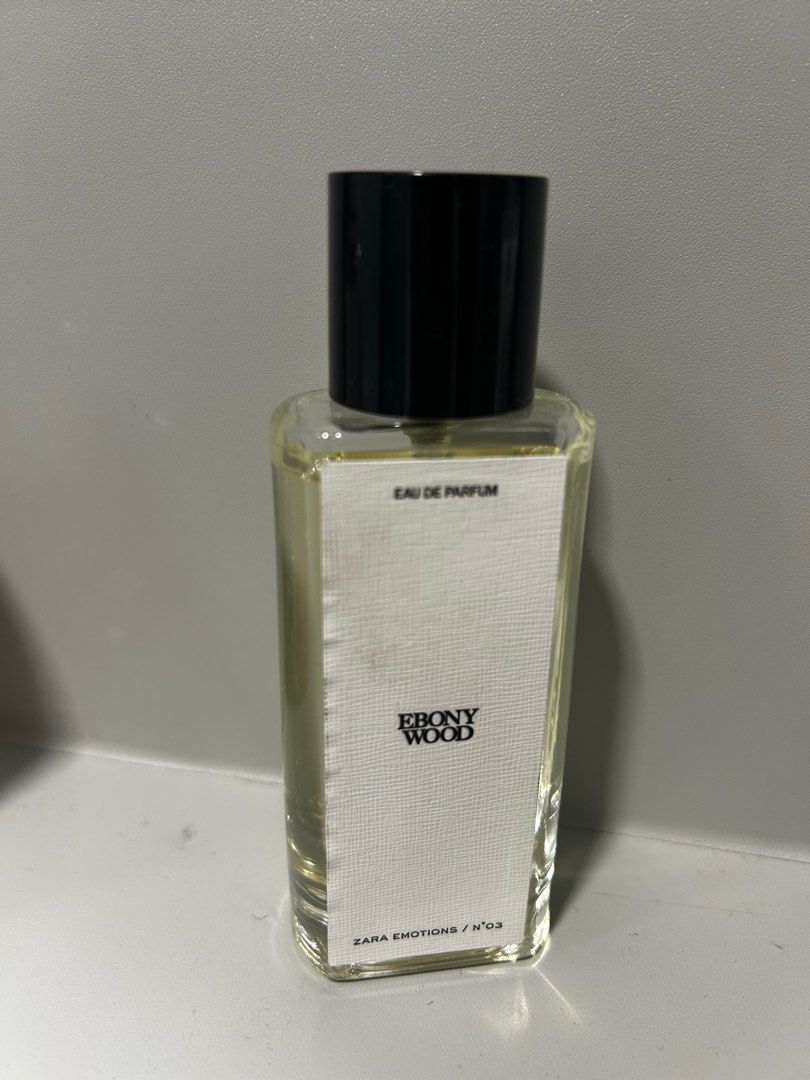 EAU DE PARFUM
EBONY
WOOD
ZARA EMOTIONS / N°03